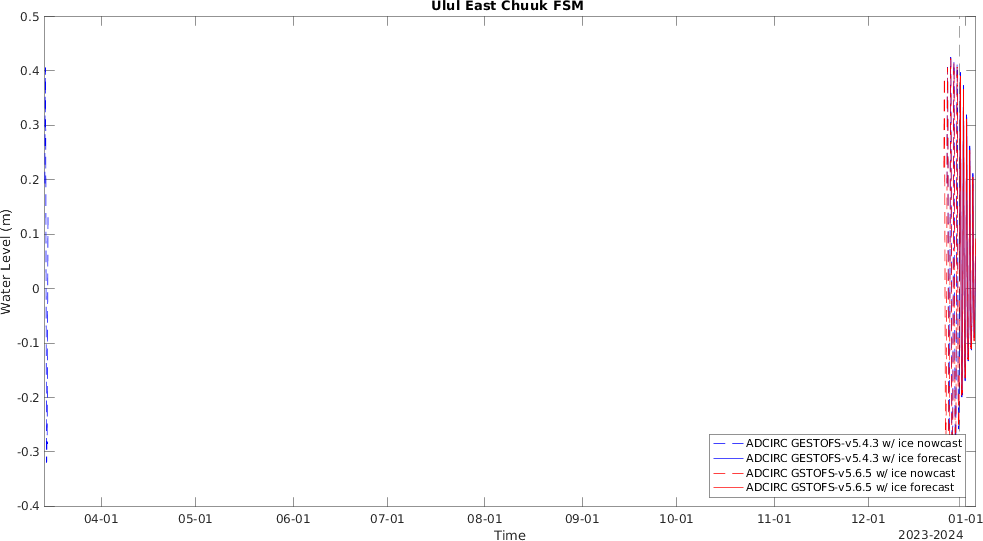 Ulul East Chuuk FSM
0.5
0.4
0.3
0.2
0.1
0
-0.1
-0.2
-0.3
-0.4
Water Level (m)
04-01 05-01 06-01 07-01 08-01 09-01 10-01 11-01 12-01 01-01
Time
2023-2024
ADCIRC GESTOFS-v5.4.3 w/ ice nowcast
ADCIRC GESTOFS-v5.4.3 w/ ice forecast
ADCIRC GSTOFS-v5.6.5 w/ ice nowcast
ADCIRC GSTOFS-v5.6.5 w/ ice forecast